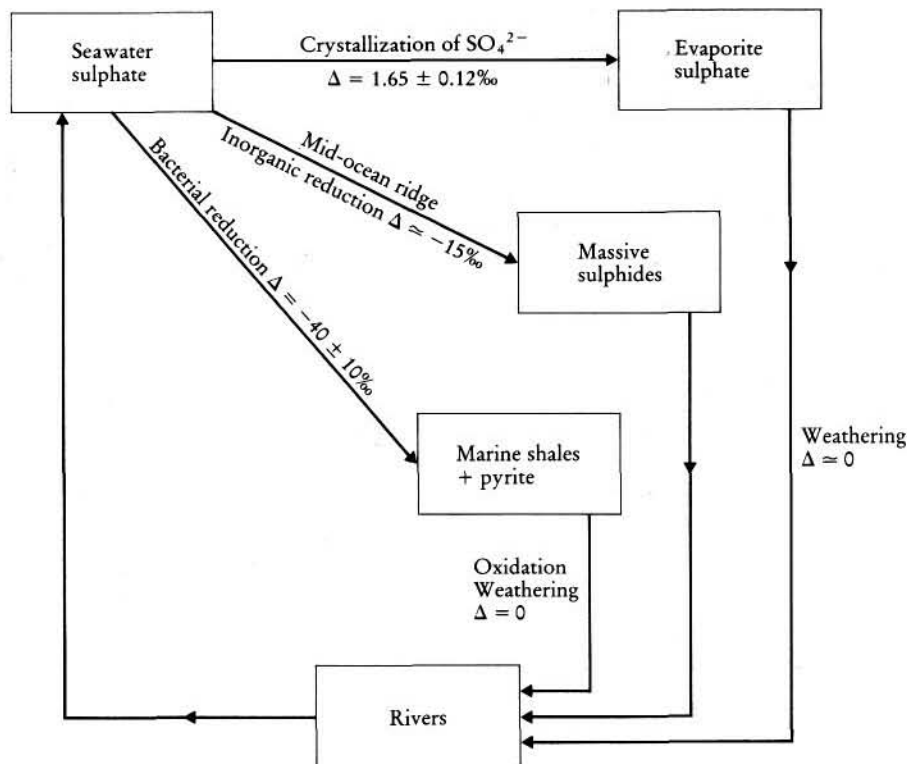 Seawater
sulphate
Crystallization of SO₄²⁻
Δ = 1.65 ± 0.12‰
Evaporite
sulphate
Mid-ocean ridge
Inorganic reduction Δ ≃ −15‰
Bacterial reduction Δ = −40 ± 10‰
Massive
sulphides
Marine shales
+ pyrite
Weathering
Δ ≃ 0
Oxidation
Weathering
Δ = 0
Rivers